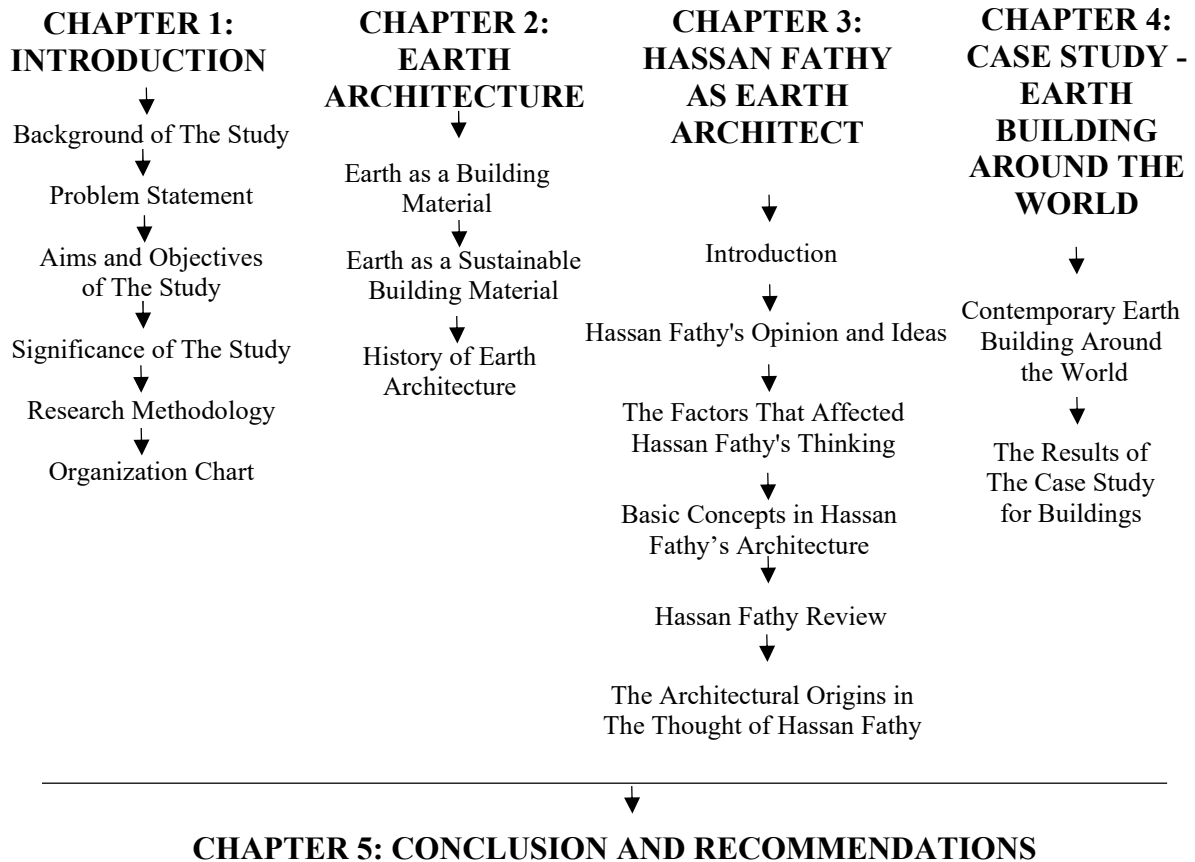 CHAPTER 1:
INTRODUCTION
Background of The Study
Problem Statement
Aims and Objectives
of The Study
Significance of The Study
Research Methodology
Organization Chart
CHAPTER 2:
EARTH
ARCHITECTURE
Earth as a Building
Material
Earth as a Sustainable
Building Material
History of Earth
Architecture
CHAPTER 3:
HASSAN FATHY
AS EARTH
ARCHITECT
Introduction
Hassan Fathy's Opinion and Ideas
The Factors That Affected
Hassan Fathy's Thinking
Basic Concepts in Hassan
Fathy’s Architecture
Hassan Fathy Review
The Architectural Origins in
The Thought of Hassan Fathy
CHAPTER 4:
CASE STUDY -
EARTH
BUILDING
AROUND THE
WORLD
Contemporary Earth
Building Around
the World
The Results of
The Case Study
for Buildings
CHAPTER 5: CONCLUSION AND RECOMMENDATIONS